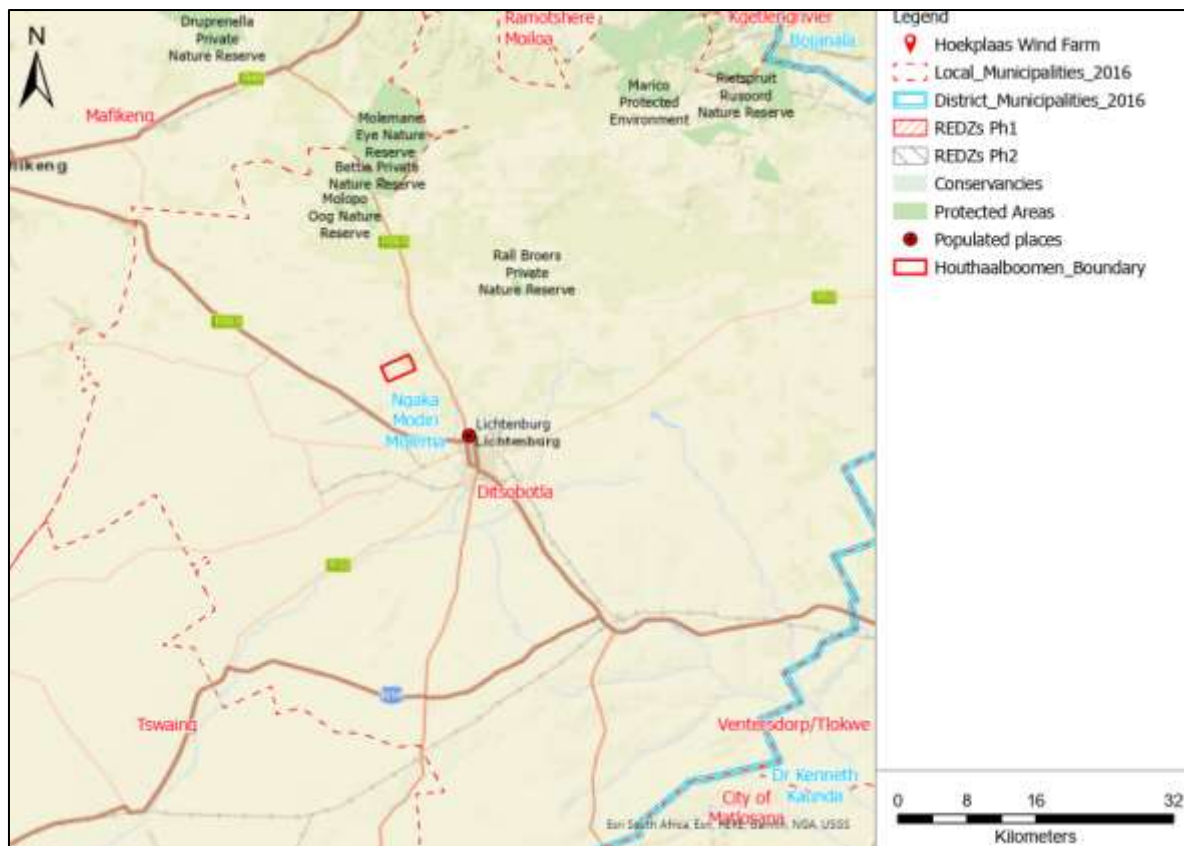 N
Druprenella
Private
Nature Reserve
Ramotshere
Moiloa
Kgetlengrivier
Bojanala
Mafikeng
Molemane
Eye Nature
Reserve
Bettie Private
Nature Reserve
Molopo
Oog Nature
Reserve
Marico
Protected
Environment
Rietspruit
Rusoord
Nature Reserve
Rall Broers
Private
Nature Reserve
Ngaka
Modiri
Molema
Lichtenburg
Lichtenburg
Ditsobotla
Tswaing
Ventersdorp/Tlokwe
Dr Kenneth
Kaunda
City of
Matlosana
Esri South Africa, Esri, HERE, Garmin, NGA, USGS
Legend
Hoekplaas Wind Farm
Local_Municipalities_2016
District_Municipalities_2016
REDZs Ph1
REDZs Ph2
Conservancies
Protected Areas
Populated places
Houthaalboomen_Boundary
0 8 16 32
Kilometers